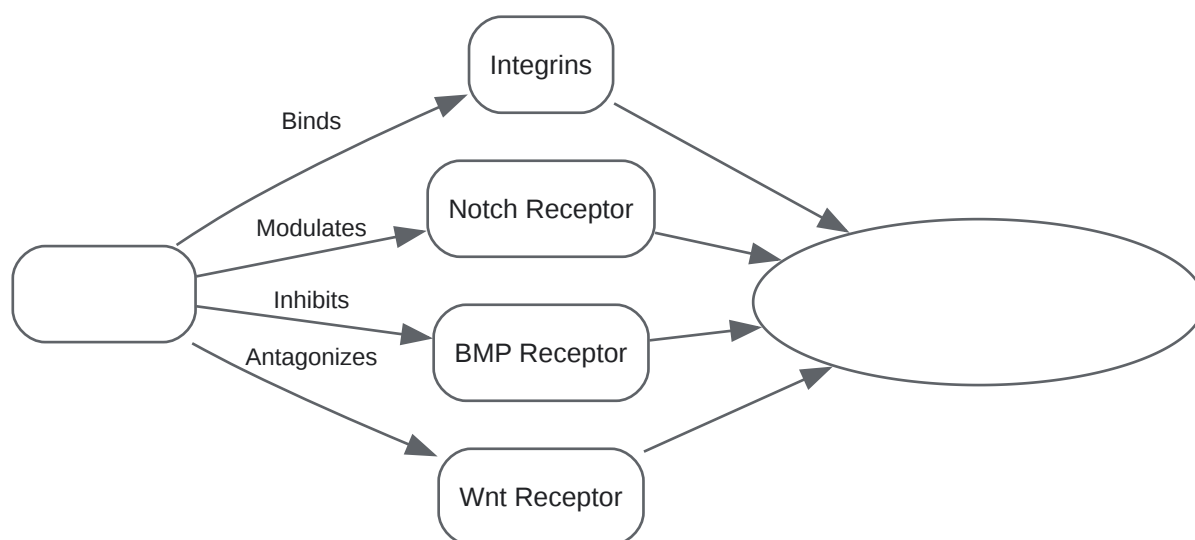 Integrins
Binds
Notch Receptor
Modulates
Inhibits
BMP Receptor
Antagonizes
Wnt Receptor